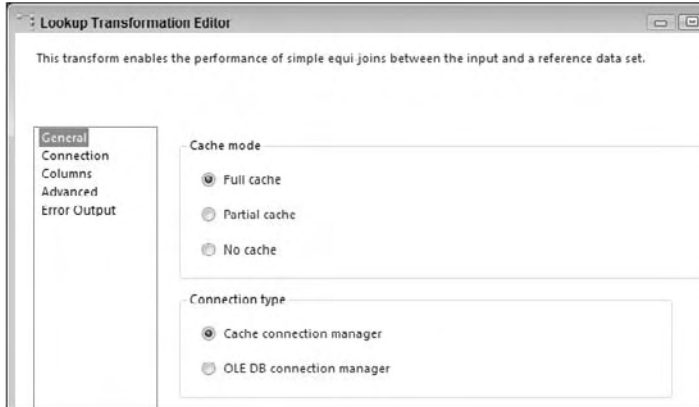 Lookup Transformation Editor
This transform enables the performance of simple equi joins between the input and a reference data set.
General
Connection
Columns
Advanced
Error Output
Cache mode
Full cache
Partial cache
No cache
Connection type
Cache connection manager
OLE DB connection manager